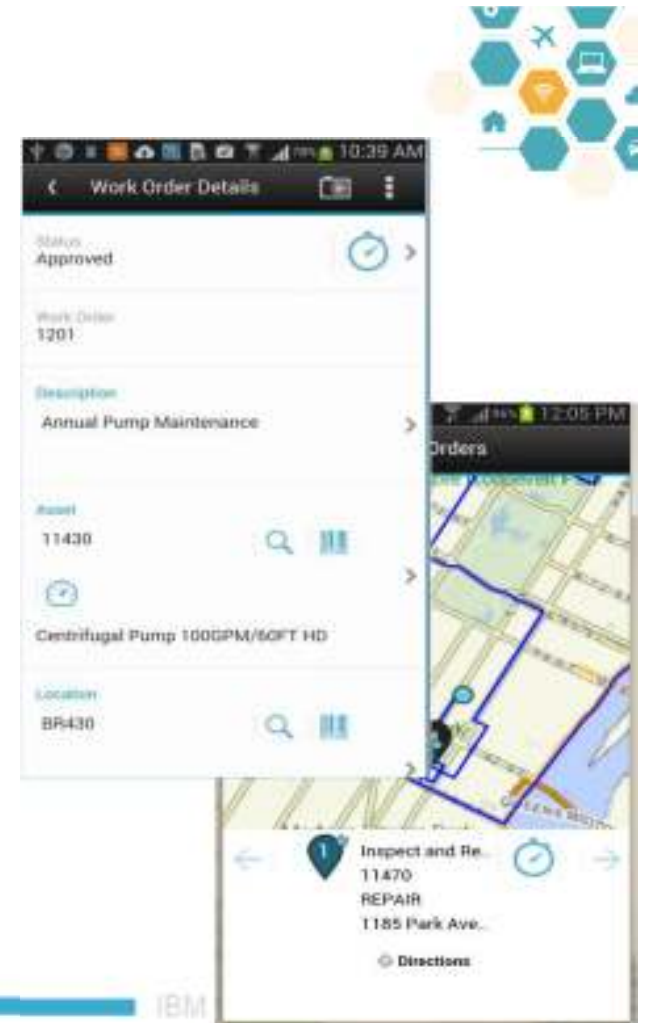 10:39 AM
Work Order Details
Status
Approved
Work Order
1201
Description
Annual Pump Maintenance
Asset
11430
Centrifugal Pump 100GPM/60FT HD
Location
BR430
12:05 PM
Orders
1
Inspect and Re..
11470
REPAIR
1185 Park Ave..
Directions
IBM